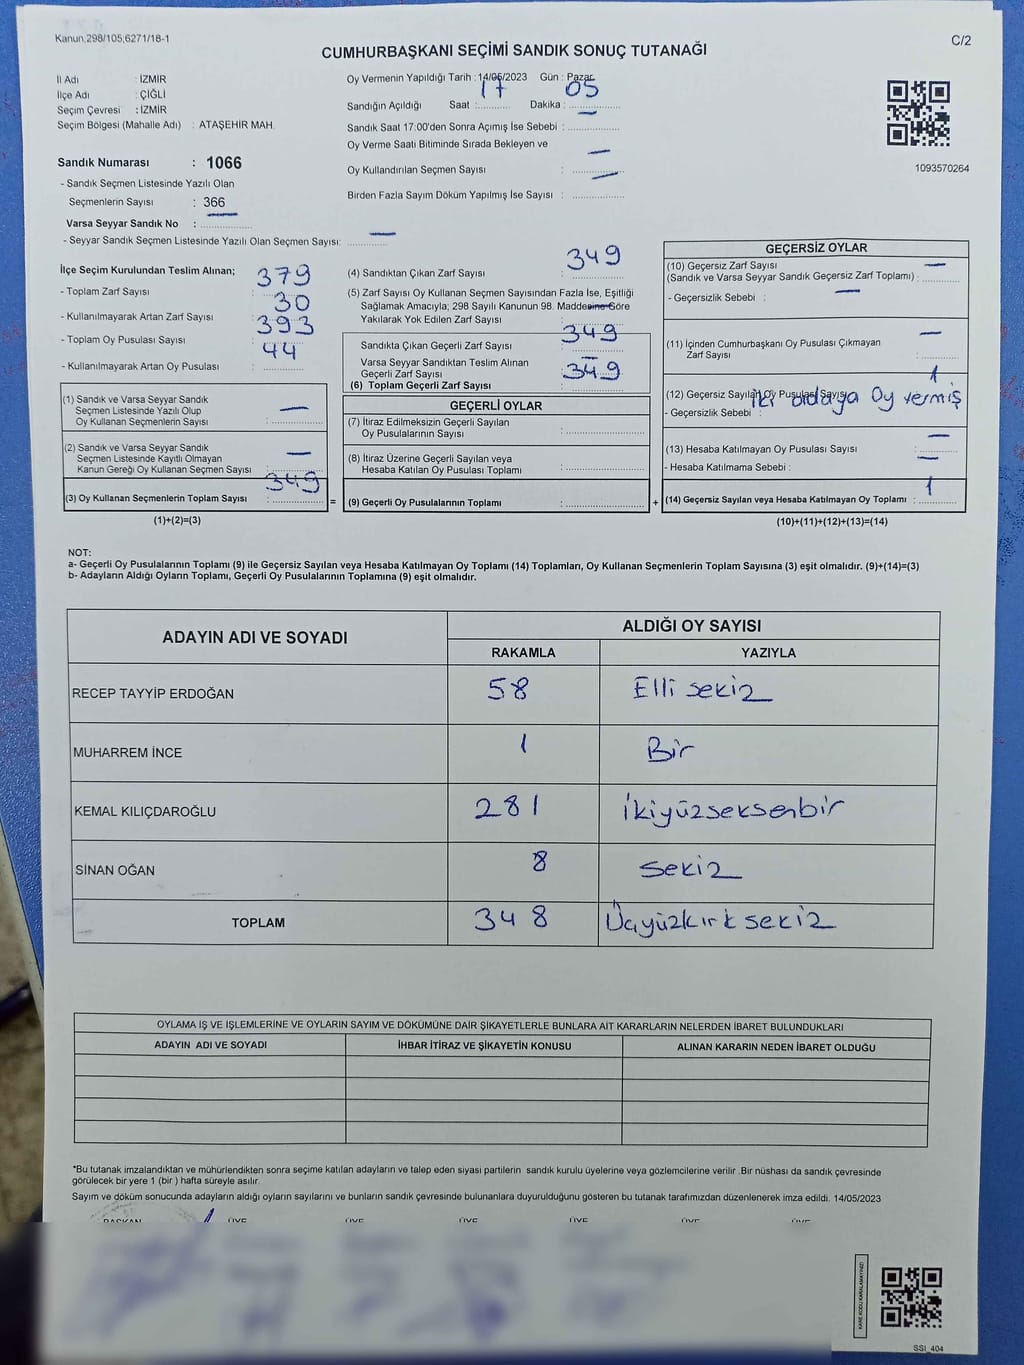 Kanun,298/105,6271/18-1
C/2
CUMHURBAŞKANI SEÇİMİ SANDIK SONUÇ TUTANAĞI
İl Adı : İZMİR
İlçe Adı : ÇİĞLİ
Seçim Çevresi : İZMİR
Seçim Bölgesi (Mahalle Adı) : ATAŞEHİR MAH.
Sandık Numarası : 1066
- Sandık Seçmen Listesinde Yazılı Olan
Seçmenlerin Sayısı : 366
Varsa Seyyar Sandık No : —
- Seyyar Sandık Seçmen Listesinde Yazılı Olan Seçmen Sayısı: —
Oy Vermenin Yapıldığı Tarih : 14/05/2023 Gün : Pazar
Sandığın Açıldığı Saat : 17 Dakika : 05
Sandık Saat 17:00'den Sonra Açımış İse Sebebi : —
Oy Verme Saati Bitiminde Sırada Bekleyen ve
Oy Kullandırılan Seçmen Sayısı : —
Birden Fazla Sayım Döküm Yapılmış İse Sayısı : —
1093570264
İlçe Seçim Kurulundan Teslim Alınan;
- Toplam Zarf Sayısı : 379
- Kullanılmayarak Artan Zarf Sayısı : 30
- Toplam Oy Pusulası Sayısı : 393
- Kullanılmayarak Artan Oy Pusulası : 44
(1) Sandık ve Varsa Seyyar Sandık
Seçmen Listesinde Yazılı Olup
Oy Kullanan Seçmenlerin Sayısı : —
(2) Sandık ve Varsa Seyyar Sandık
Seçmen Listesinde Kayıtlı Olmayan
Kanun Gereği Oy Kullanan Seçmen Sayısı : —
(3) Oy Kullanan Seçmenlerin Toplam Sayısı : 349
(1)+(2)=(3)
(4) Sandıktan Çıkan Zarf Sayısı : 349
(5) Zarf Sayısı Oy Kullanan Seçmen Sayısından Fazla İse, Eşitliği
Sağlamak Amacıyla; 298 Sayılı Kanunun 98. Maddesine Göre
Yakılarak Yok Edilen Zarf Sayısı : —
Sandıkta Çıkan Geçerli Zarf Sayısı : 349
Varsa Seyyar Sandıktan Teslim Alınan
Geçerli Zarf Sayısı : —
(6) Toplam Geçerli Zarf Sayısı : 349
GEÇERLİ OYLAR
(7) İtiraz Edilmeksizin Geçerli Sayılan
Oy Pusulalarının Sayısı :
(8) İtiraz Üzerine Geçerli Sayılan veya
Hesaba Katılan Oy Pusulası Toplamı :
= (9) Geçerli Oy Pusulalarının Toplamı : +
GEÇERSİZ OYLAR
(10) Geçersiz Zarf Sayısı
(Sandık ve Varsa Seyyar Sandık Geçersiz Zarf Toplamı) : —
- Geçersizlik Sebebi : —
(11) İçinden Cumhurbaşkanı Oy Pusulası Çıkmayan
Zarf Sayısı : —
(12) Geçersiz Sayılan Oy Pusulası Sayısı : 1
- Geçersizlik Sebebi : iki adaya Oy vermiş
(13) Hesaba Katılmayan Oy Pusulası Sayısı : —
- Hesaba Katılmama Sebebi : —
(14) Geçersiz Sayılan veya Hesaba Katılmayan Oy Toplamı : 1
(10)+(11)+(12)+(13)=(14)
NOT:
a- Geçerli Oy Pusulalarının Toplamı (9) ile Geçersiz Sayılan veya Hesaba Katılmayan Oy Toplamı (14) Toplamları, Oy Kullanan Seçmenlerin Toplam Sayısına (3) eşit olmalıdır. (9)+(14)=(3)
b- Adayların Aldığı Oyların Toplamı, Geçerli Oy Pusulalarının Toplamına (9) eşit olmalıdır.
ADAYIN ADI VE SOYADI
ALDIĞI OY SAYISI
RAKAMLA YAZIYLA
RECEP TAYYİP ERDOĞAN 58 Elli sekiz
MUHARREM İNCE 1 Bir
KEMAL KILIÇDAROĞLU 281 ikiyüzseksenbir
SİNAN OĞAN 8 sekiz
TOPLAM 348 Üçyüzkırk sekiz
OYLAMA İŞ VE İŞLEMLERİNE VE OYLARIN SAYIM VE DÖKÜMÜNE DAİR ŞİKAYETLERLE BUNLARA AİT KARARLARIN NELERDEN İBARET BULUNDUKLARI
ADAYIN ADI VE SOYADI İHBAR İTİRAZ VE ŞİKAYETİN KONUSU ALINAN KARARIN NEDEN İBARET OLDUĞU
*Bu tutanak imzalandıktan ve mühürlendikten sonra seçime katılan adayların ve talep eden siyasi partilerin sandık kurulu üyelerine veya gözlemcilerine verilir .Bir nüshası da sandık çevresinde
görülecek bir yere 1 (bir ) hafta süreyle asılır.
Sayım ve döküm sonucunda adayların aldığı oyların sayılarını ve bunların sandık çevresinde bulunanlara duyurulduğunu gösteren bu tutanak tarafımızdan düzenlenerek imza edildi. 14/05/2023
BAŞKAN ÜYE ÜYE ÜYE ÜYE ÜYE ÜYE
KARE KODU KARALAMAYINIZ!
SSI_404